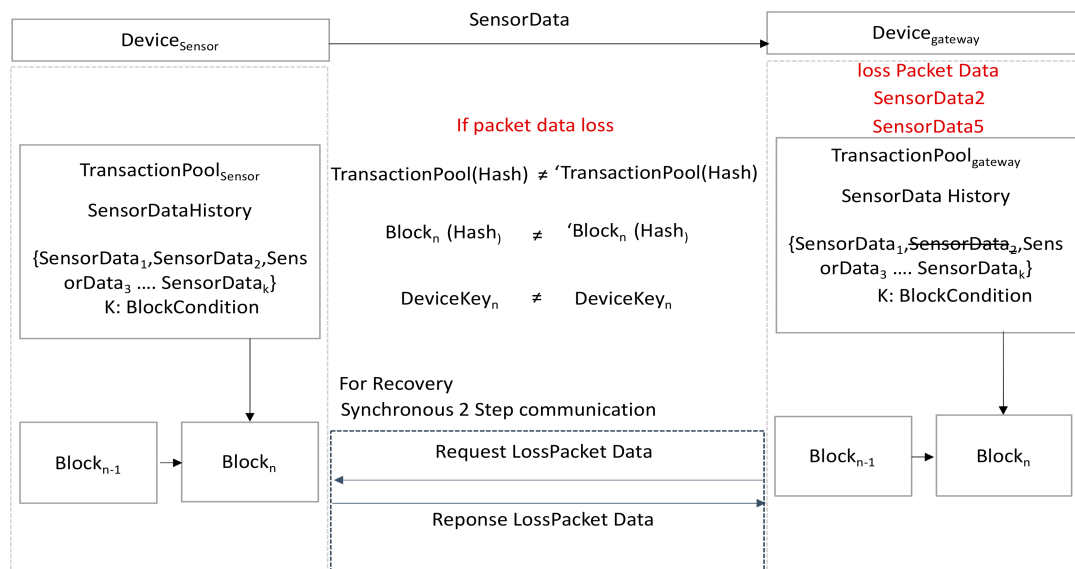 SensorData
Device_Sensor
Device_gateway
loss Packet Data
SensorData2
SensorData5
If packet data loss
TransactionPool_Sensor
SensorDataHistory
{SensorData_1,SensorData_2,Sens
orData_3 .... SensorData_k}
K: BlockCondition
TransactionPool(Hash) ≠ ‘TransactionPool(Hash)
Block_n (Hash_) ≠ ‘Block_n (Hash_)
DeviceKey_n ≠ DeviceKey_n
TransactionPool_gateway
SensorData History
{SensorData_1,SensorData_2,Sens
orData_3 .... SensorData_k}
K: BlockCondition
For Recovery
Synchronous 2 Step communication
Request LossPacket Data
Reponse LossPacket Data
Block_n-1
Block_n
Block_n-1
Block_n